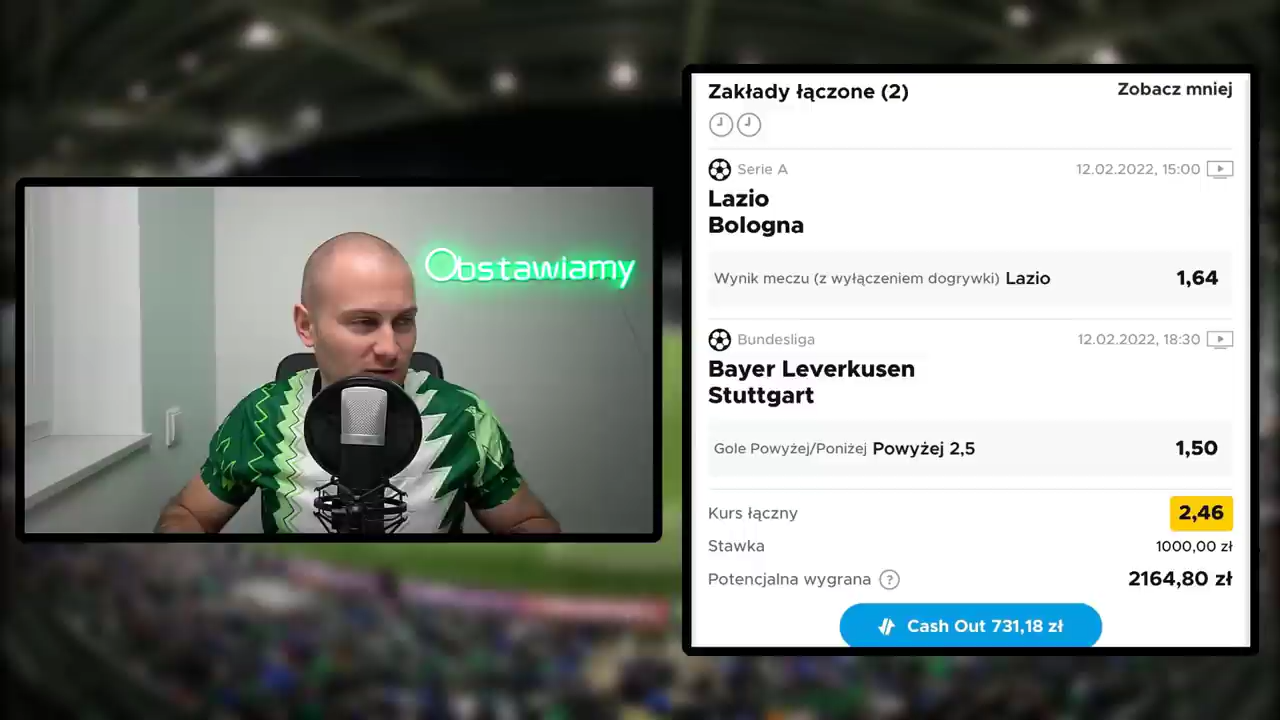 Obstawiamy
Zakłady łączone (2) Zobacz mniej
Serie A 12.02.2022, 15:00
Lazio
Bologna
Wynik meczu (z wyłączeniem dogrywki) Lazio 1,64
Bundesliga 12.02.2022, 18:30
Bayer Leverkusen
Stuttgart
Gole Powyżej/Poniżej Powyżej 2,5 1,50
Kurs łączny 2,46
Stawka 1000,00 zł
Potencjalna wygrana ? 2164,80 zł
Cash Out 731,18 zł